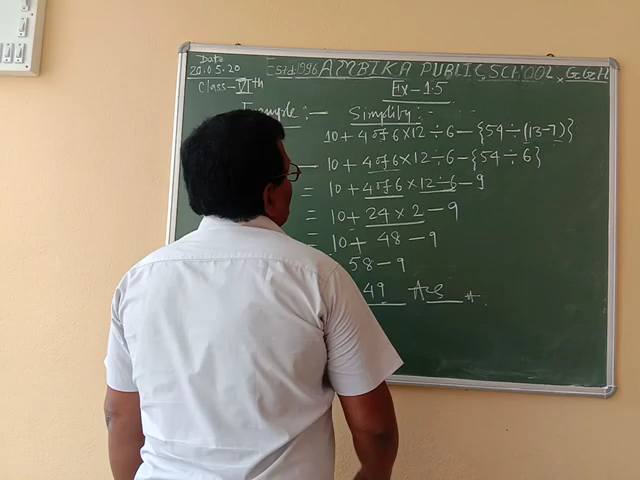 Date
20.05.20
Estd 1996 AMBIKA PUBLIC SCHOOL, GZB
Class-VIth
Ex-1.5
Example:- Simplify:-
10+4 of 6×12÷6-{54÷(13-7)}
10+4 of 6×12÷6-{54÷6}
= 10+4 of 6×12÷6-9
= 10+24×2-9
= 10+48-9
58-9
49 Ans